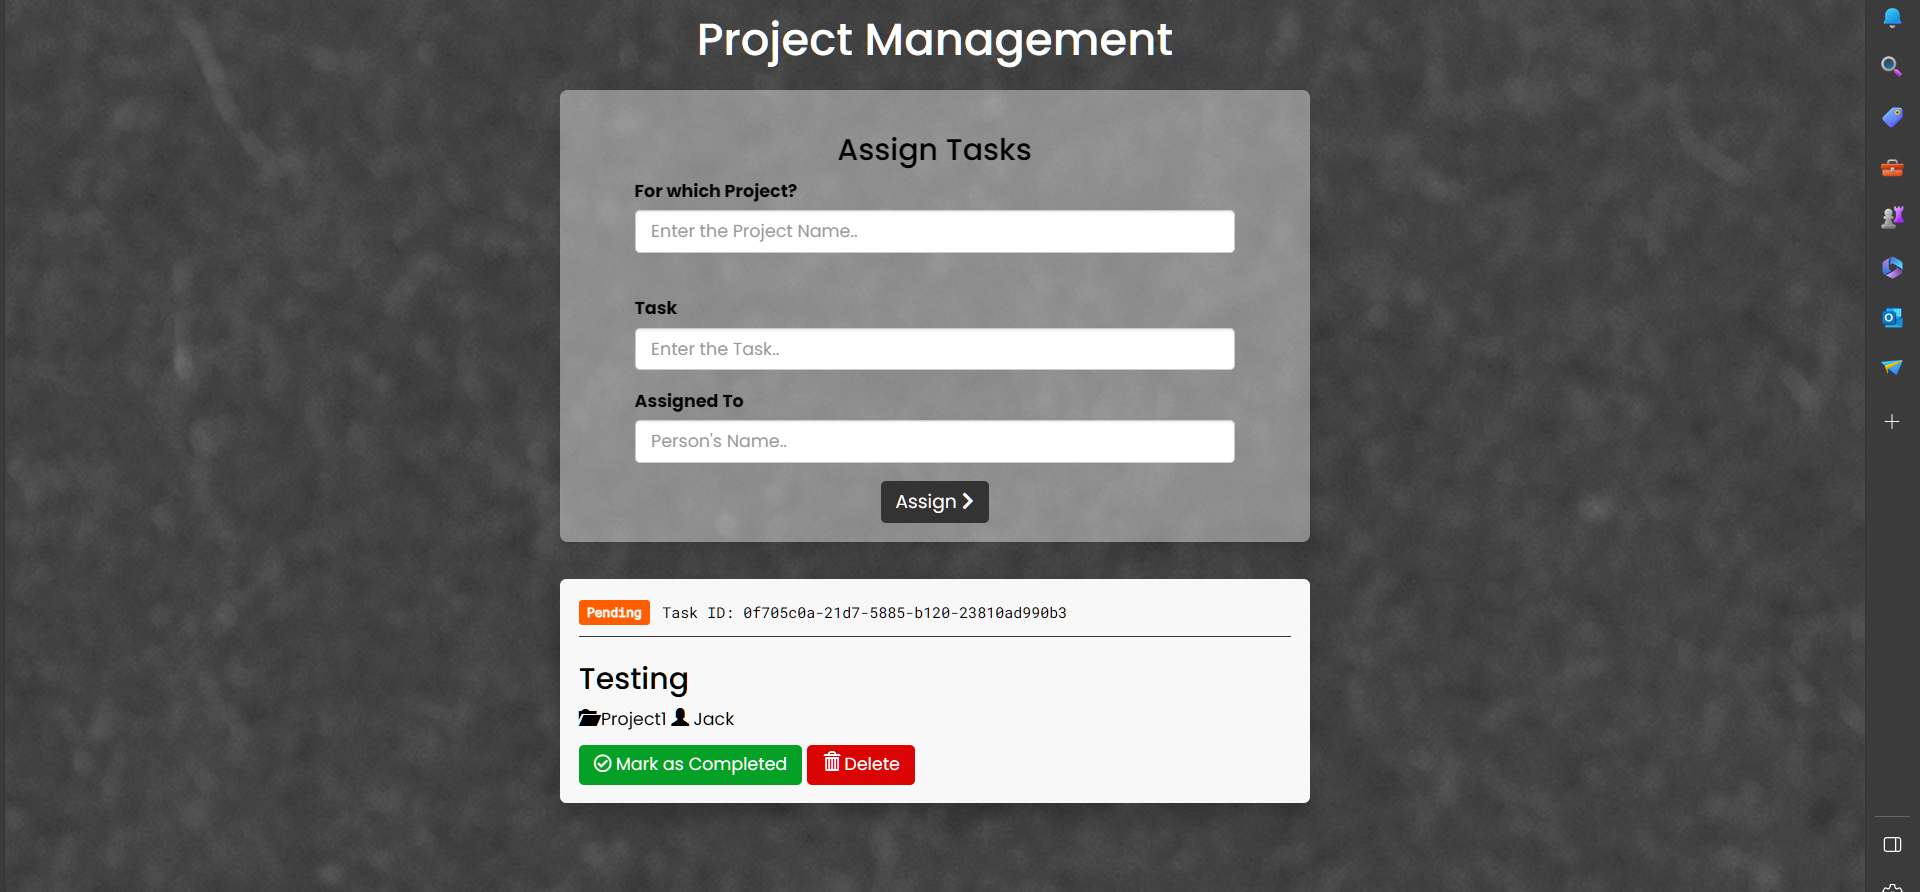 Project Management
Assign Tasks
For which Project?
Enter the Project Name..
Task
Enter the Task..
Assigned To
Person's Name..
Assign
Pending Task ID: 0f705c0a-21d7-5885-b120-23810ad990b3
Testing
Project1 Jack
Mark as Completed Delete